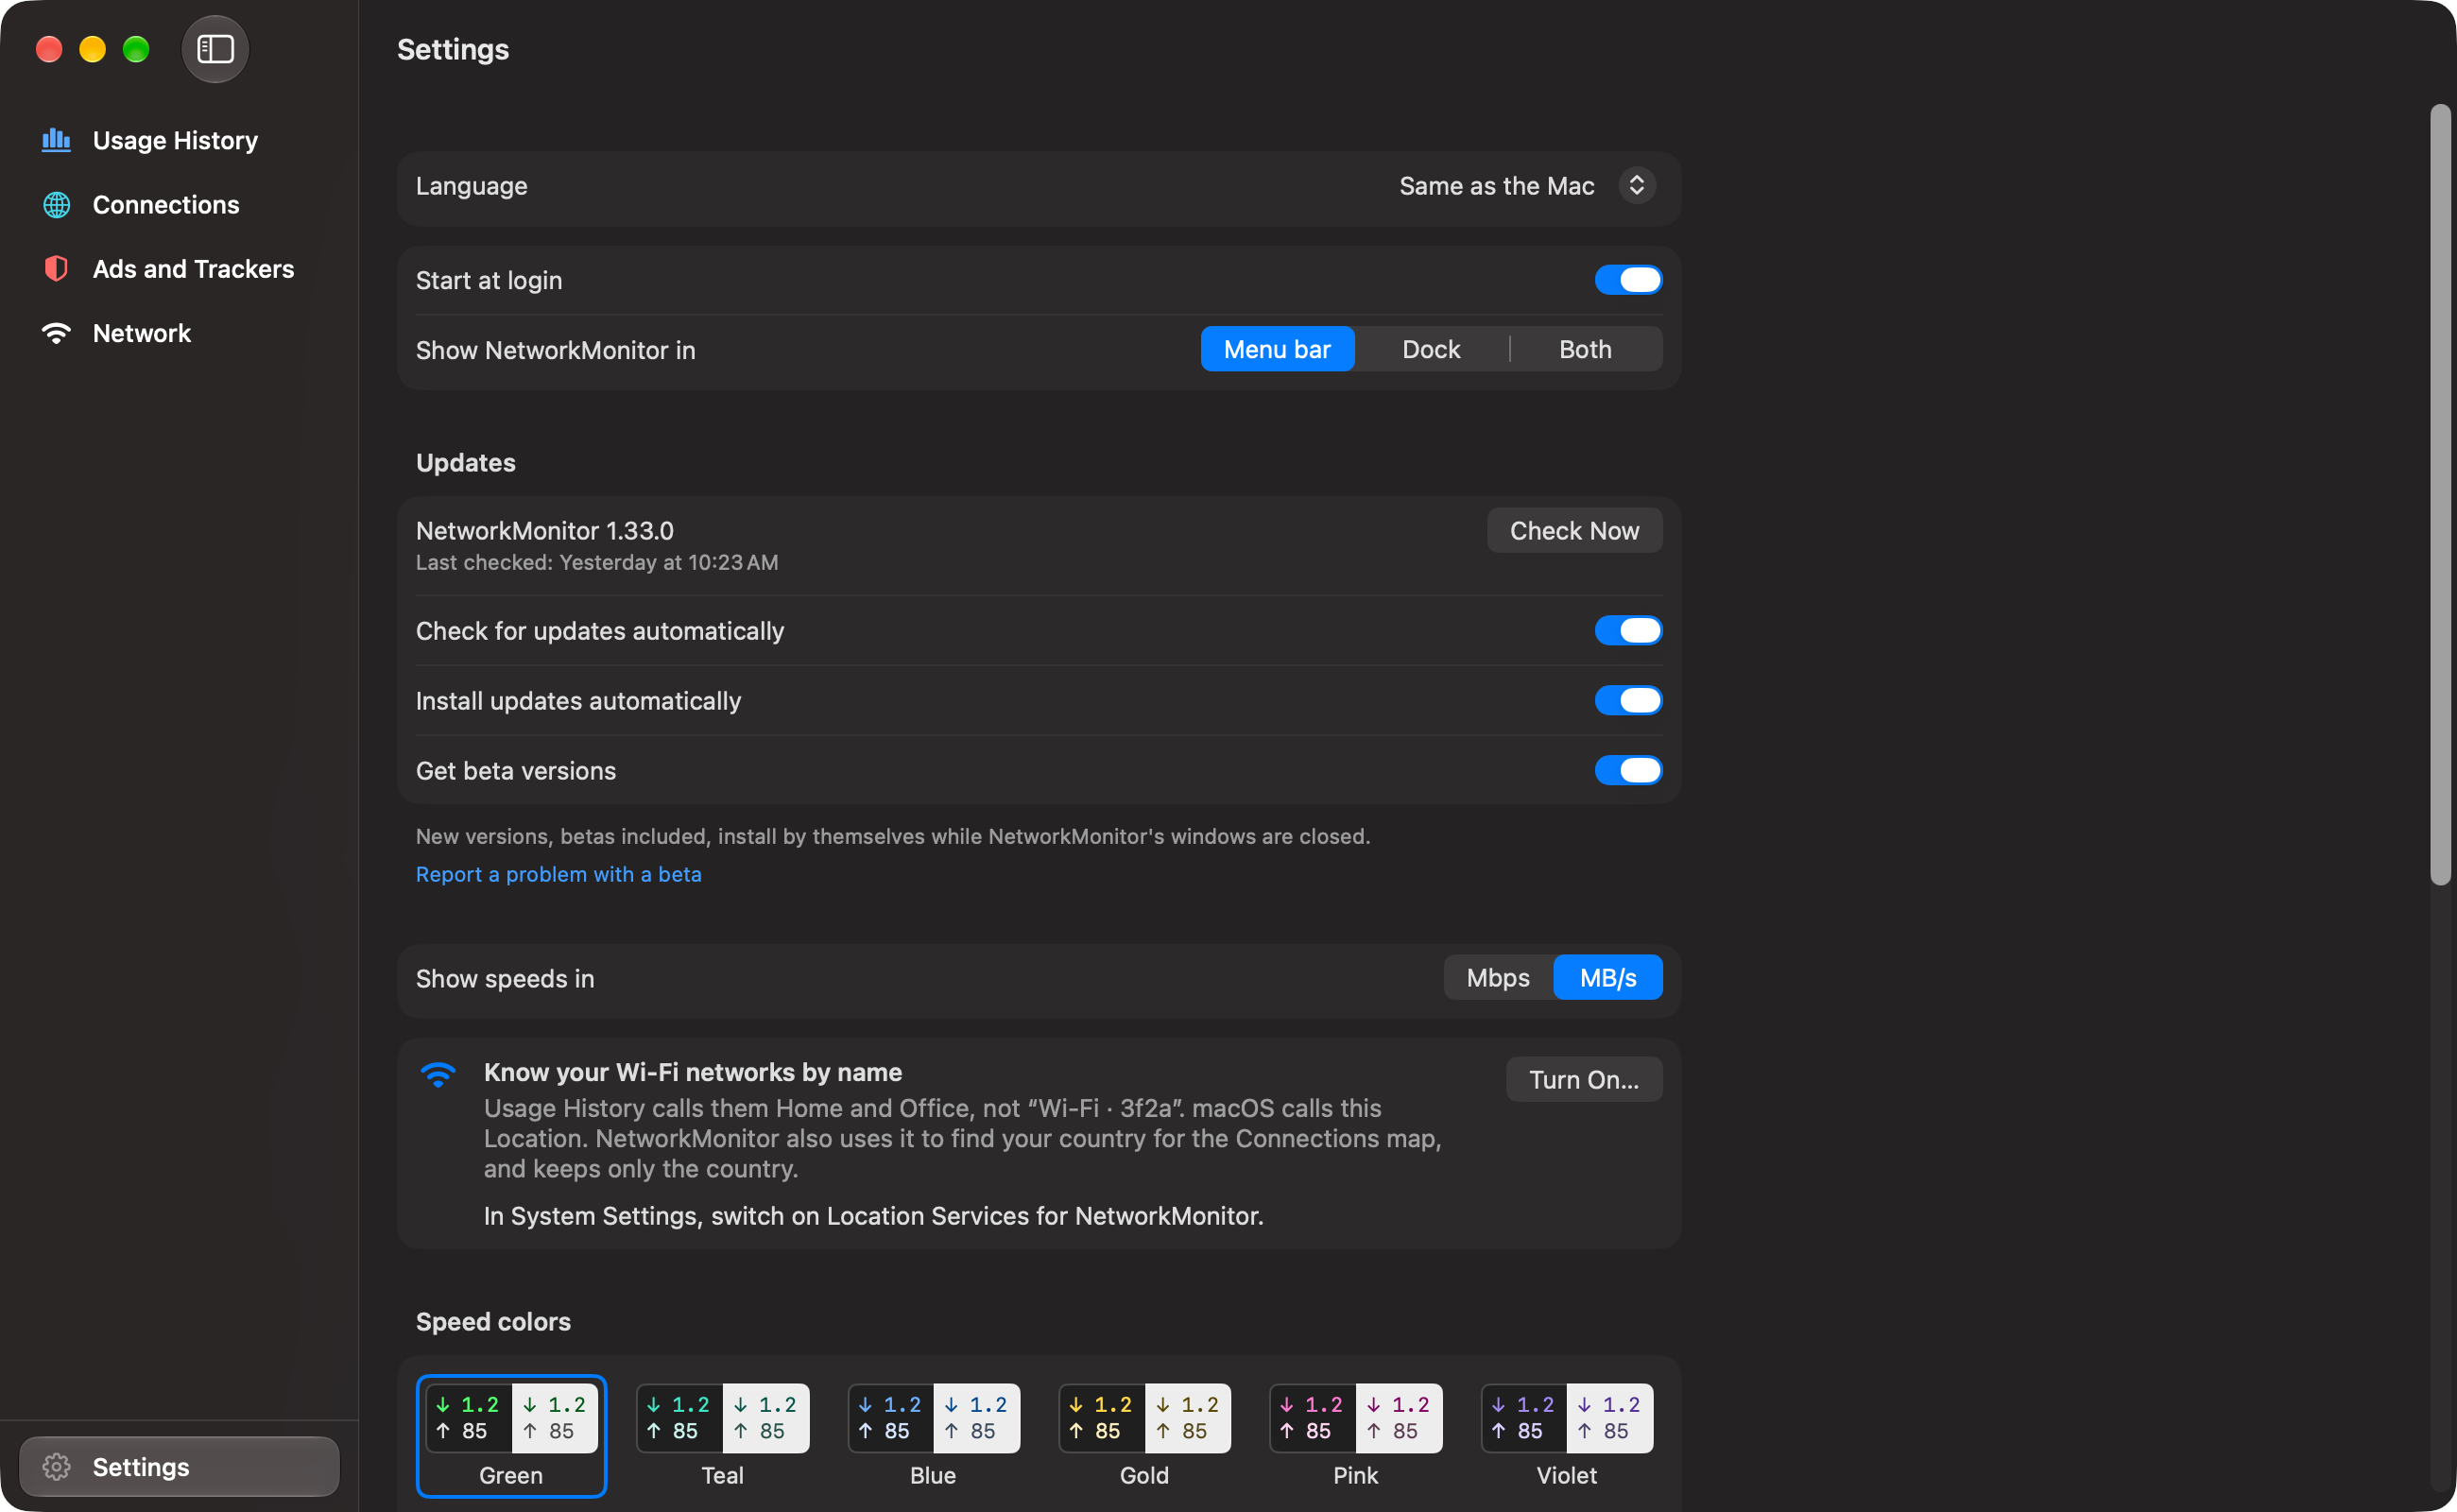 Settings
Usage History
Connections
Ads and Trackers
Network
Language
Same as the Mac
Start at login
Show NetworkMonitor in
Menu bar
Dock
Both
Updates
NetworkMonitor 1.33.0
Check Now
Last checked: Yesterday at 10:23 AM
Check for updates automatically
Install updates automatically
Get beta versions
New versions, betas included, install by themselves while NetworkMonitor's windows are closed.
Report a problem with a beta
Show speeds in
Mbps
MB/s
Know your Wi-Fi networks by name
Turn On...
Usage History calls them Home and Office, not “Wi-Fi · 3f2a”. macOS calls this
Location. NetworkMonitor also uses it to find your country for the Connections map,
and keeps only the country.
In System Settings, switch on Location Services for NetworkMonitor.
Speed colors
↓ 1.2 ↓ 1.2
↑ 85 ↑ 85
Green
↓ 1.2 ↓ 1.2
↑ 85 ↑ 85
Teal
↓ 1.2 ↓ 1.2
↑ 85 ↑ 85
Blue
↓ 1.2 ↓ 1.2
↑ 85 ↑ 85
Gold
↓ 1.2 ↓ 1.2
↑ 85 ↑ 85
Pink
↓ 1.2 ↓ 1.2
↑ 85 ↑ 85
Violet
Settings